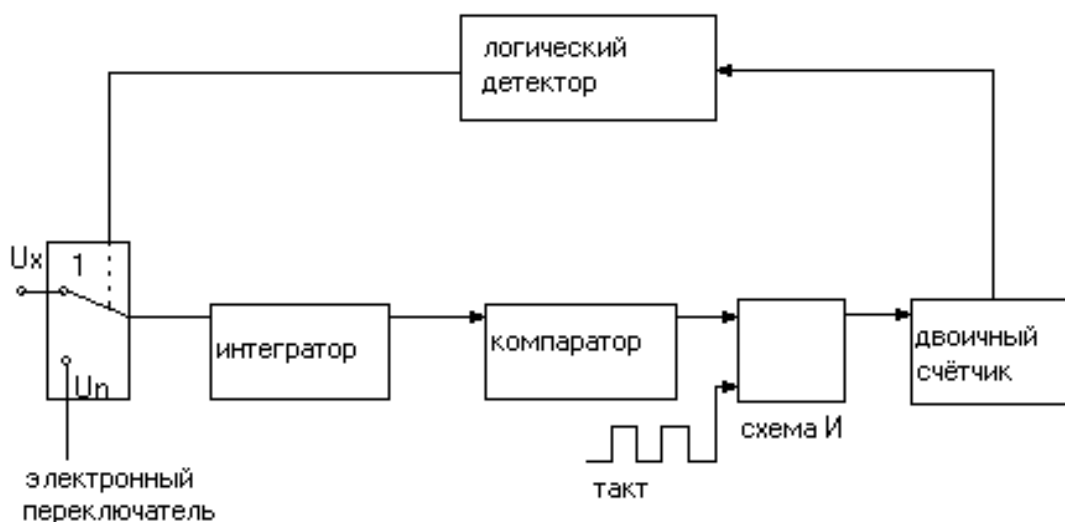 логический
детектор
Ux
1
интегратор
компаратор
двоичный
счётчик
Un
схема И
такт
электронный
переключатель